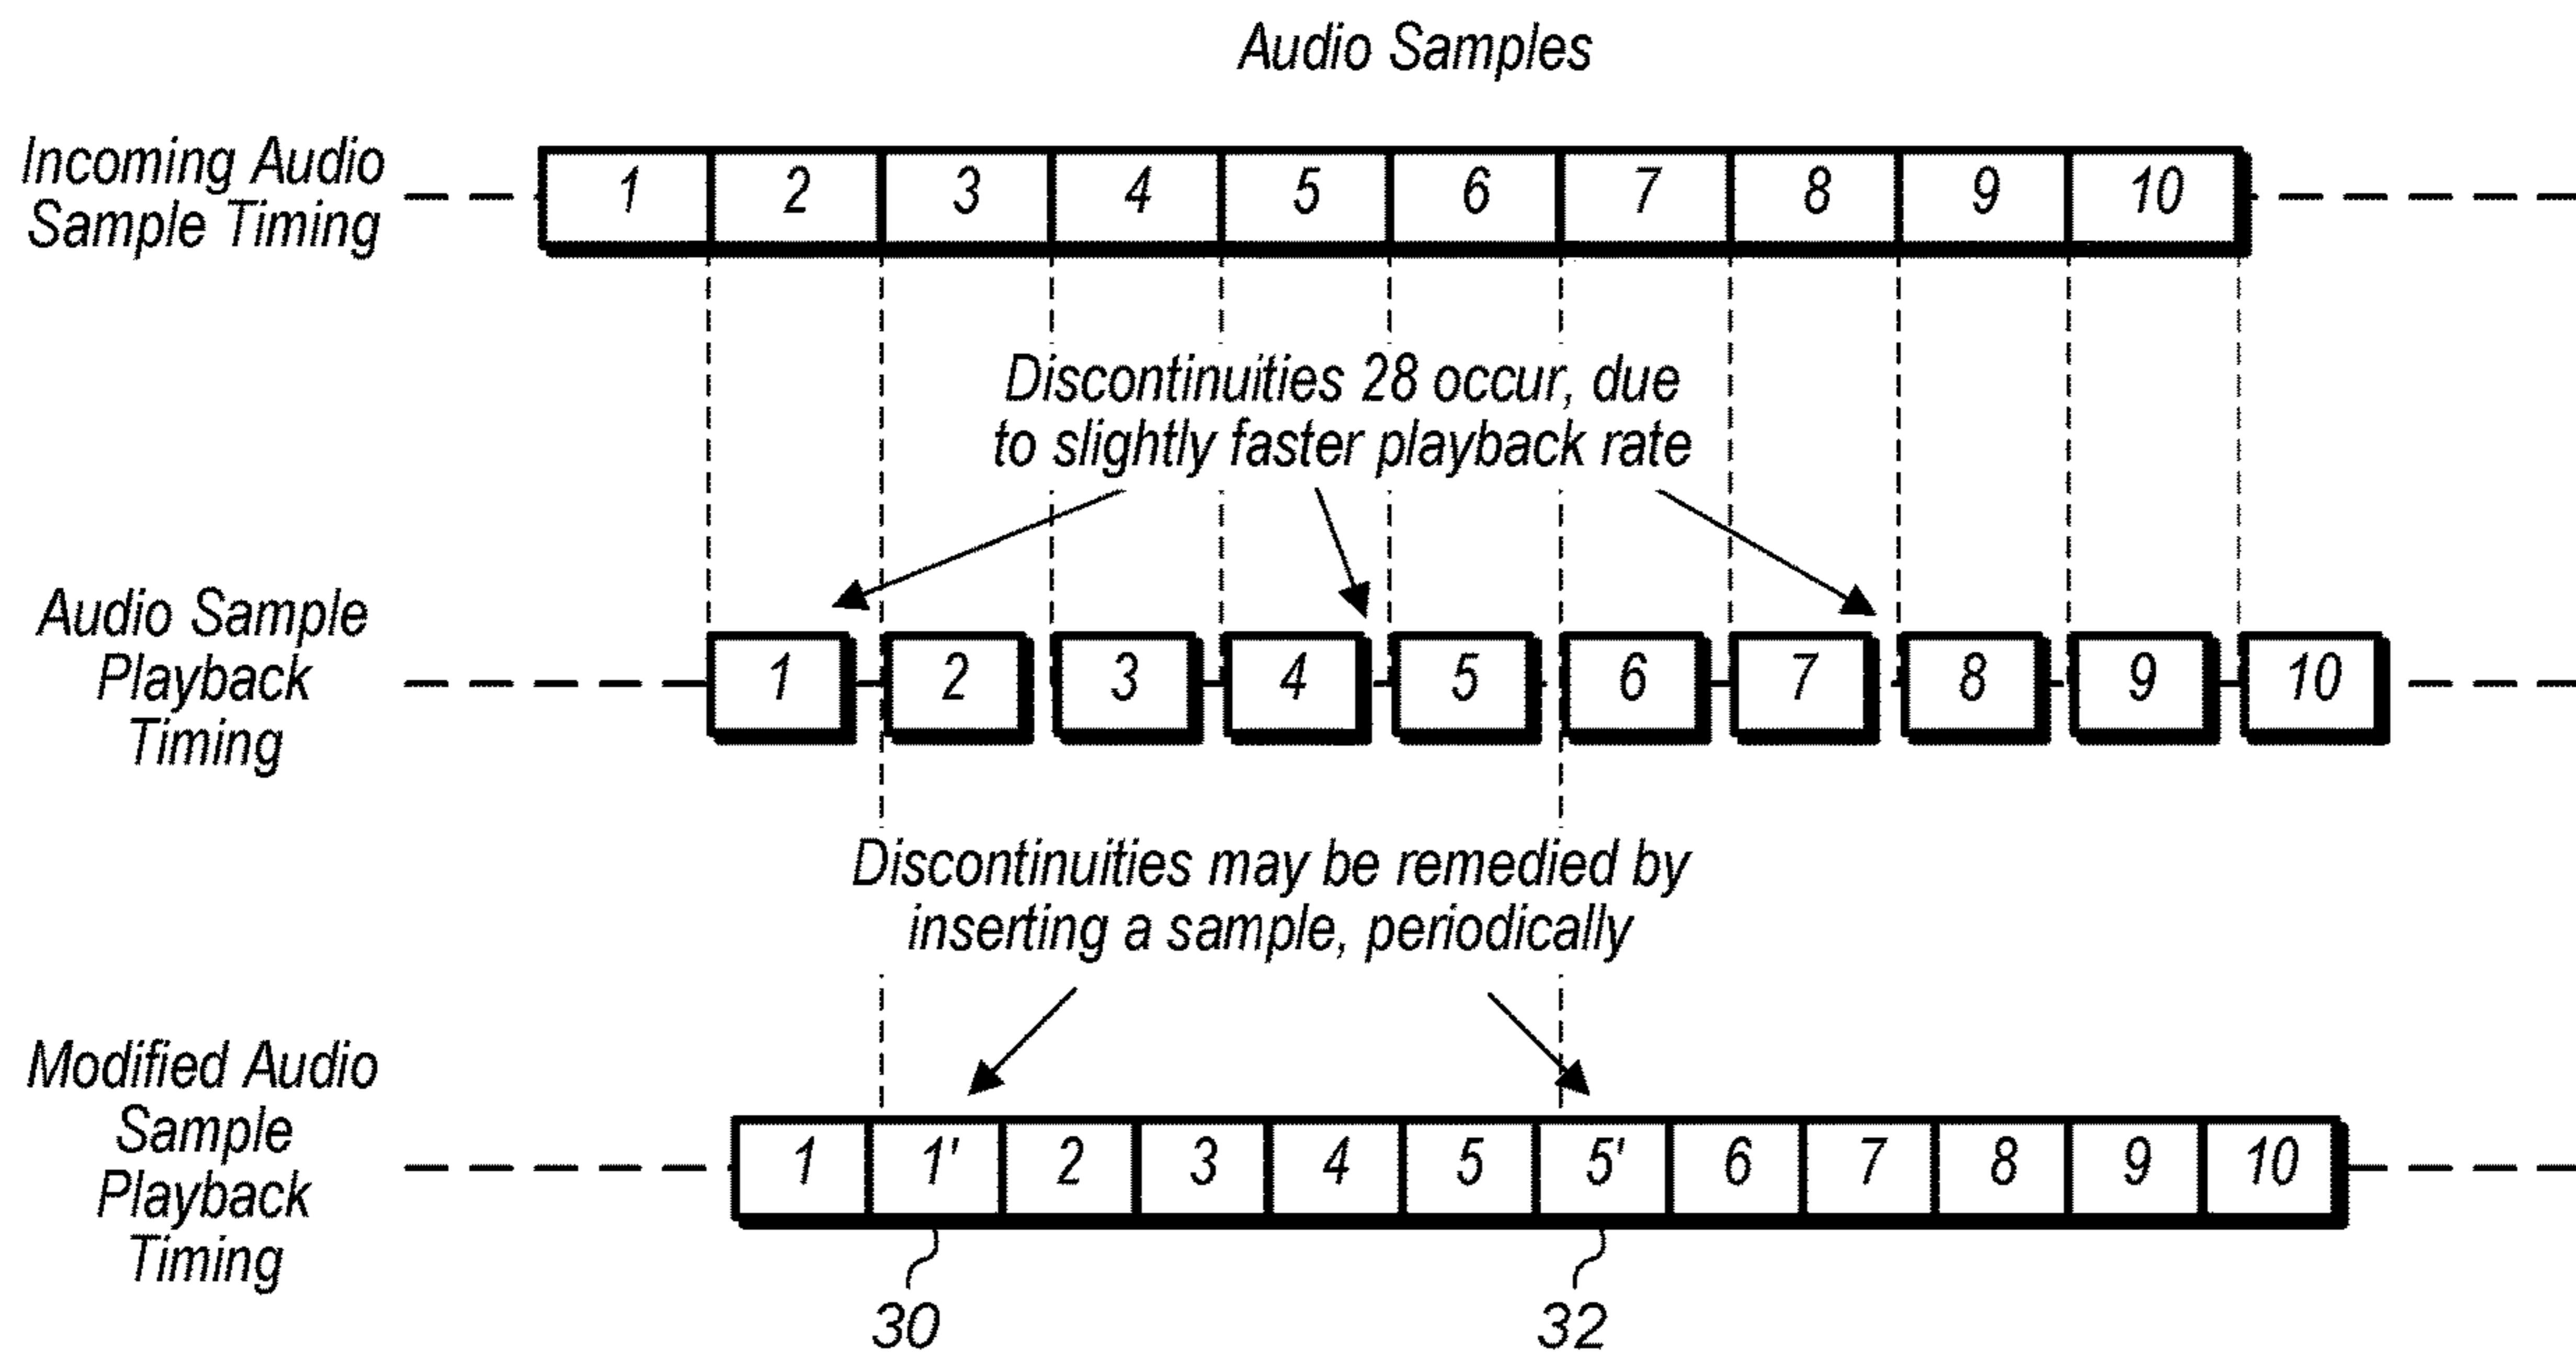 Audio Samples
Incoming Audio
Sample Timing
1 2 3 4 5 6 7 8 9 10
Discontinuities 28 occur, due
to slightly faster playback rate
Audio Sample
Playback
Timing
1 2 3 4 5 6 7 8 9 10
Discontinuities may be remedied by
inserting a sample, periodically
Modified Audio
Sample
Playback
Timing
1 1' 2 3 4 5 5' 6 7 8 9 10
30 32